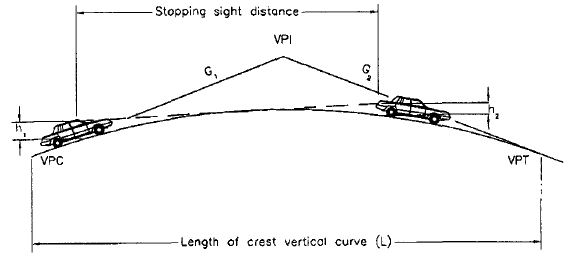 Stopping sight distance
VPI
G₁
G₂
h₁
h₂
VPC
VPT
Length of crest vertical curve (L)